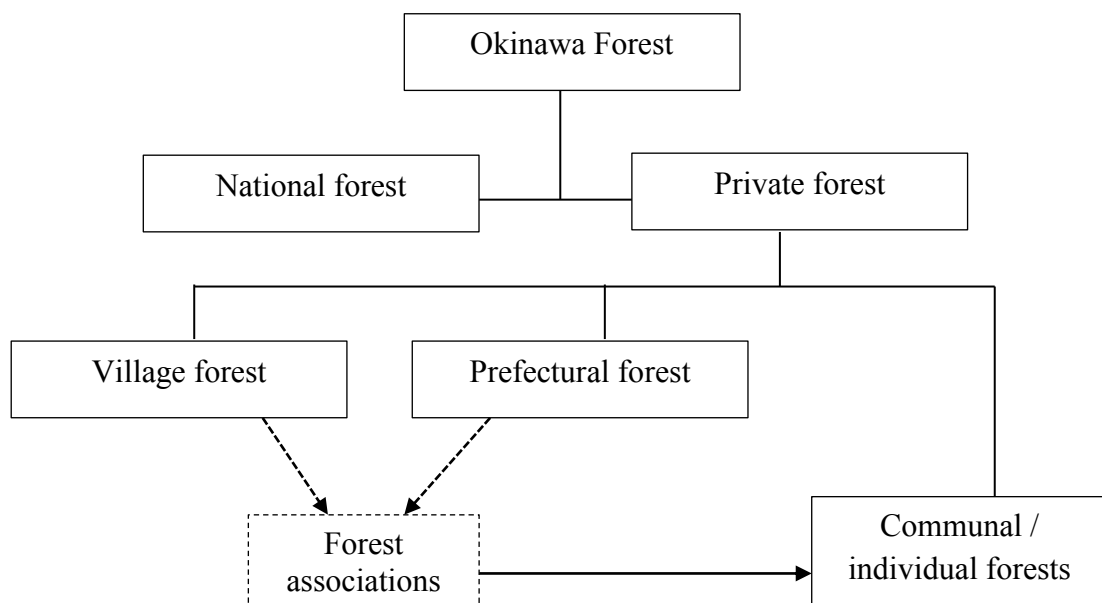 Okinawa Forest
National forest
Private forest
Village forest
Prefectural forest
Forest
associations
Communal /
individual forests